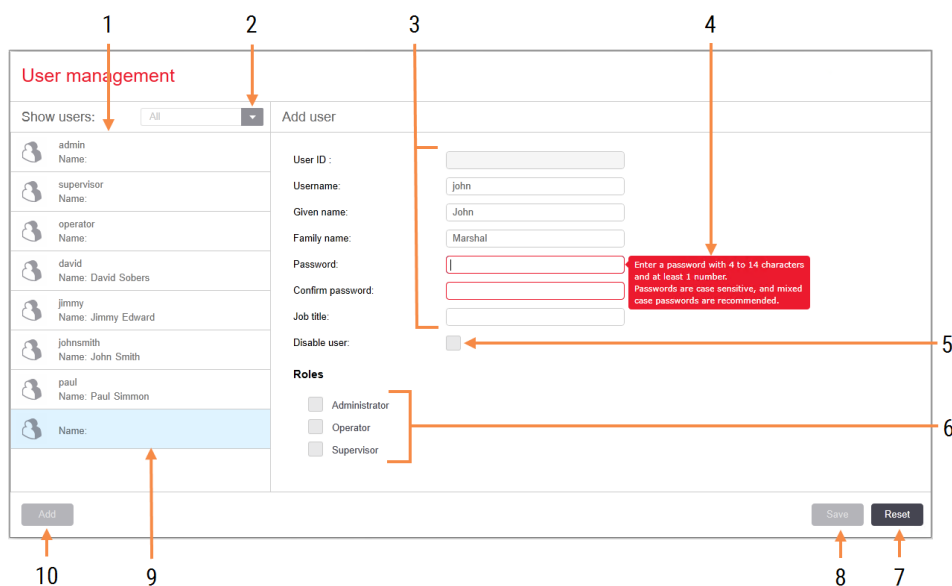 1 2 3 4
User management
Show users: All Add user
admin
Name:
supervisor
Name:
operator
Name:
david
Name: David Sobers
jimmy
Name: Jimmy Edward
johnsmith
Name: John Smith
paul
Name: Paul Simmon
Name:
User ID :
Username: john
Given name: John
Family name: Marshal
Password:
Enter a password with 4 to 14 characters
and at least 1 number.
Passwords are case sensitive, and mixed
case passwords are recommended.
Confirm password:
Job title:
Disable user: 5
Roles
Administrator
Operator 6
Supervisor
Add Save Reset
10 9 8 7